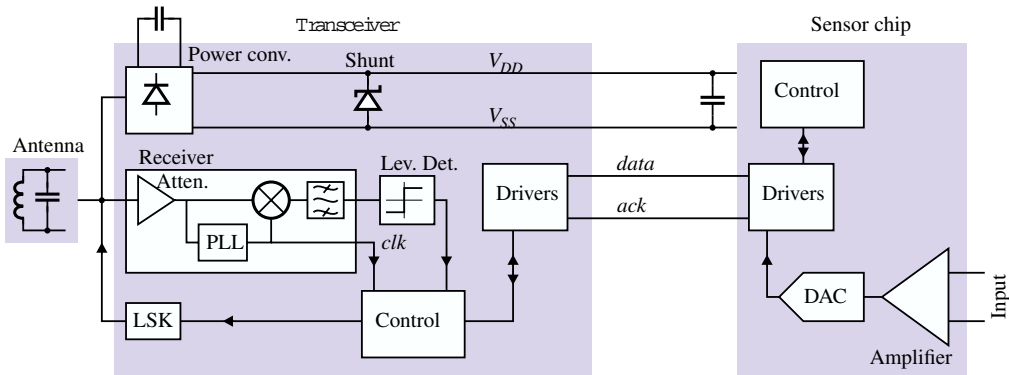 Transceiver
Sensor chip
Power conv.
Shunt
V_DD
Control
V_SS
Antenna
Receiver
Atten.
Lev. Det.
Drivers
data
Drivers
ack
PLL
clk
LSK
Control
DAC
Input
Amplifier